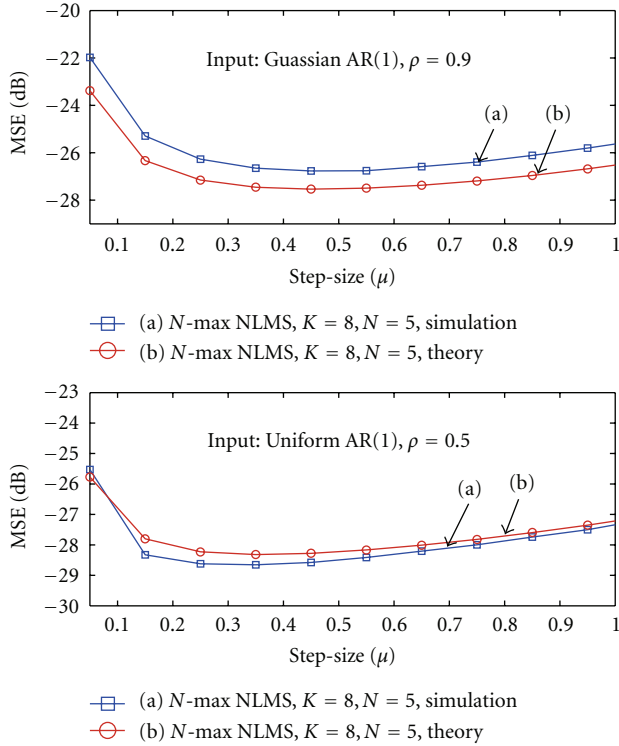 −20
−22
−24
−26
−28
MSE (dB)
Input: Guassian AR(1), ρ = 0.9
(a)
(b)
0.1 0.2 0.3 0.4 0.5 0.6 0.7 0.8 0.9 1
Step-size (μ)
(a) N-max NLMS, K = 8, N = 5, simulation
(b) N-max NLMS, K = 8, N = 5, theory
−23
−24
−25
−26
−27
−28
−29
−30
MSE (dB)
Input: Uniform AR(1), ρ = 0.5
(a)
(b)
0.1 0.2 0.3 0.4 0.5 0.6 0.7 0.8 0.9 1
Step-size (μ)
(a) N-max NLMS, K = 8, N = 5, simulation
(b) N-max NLMS, K = 8, N = 5, theory